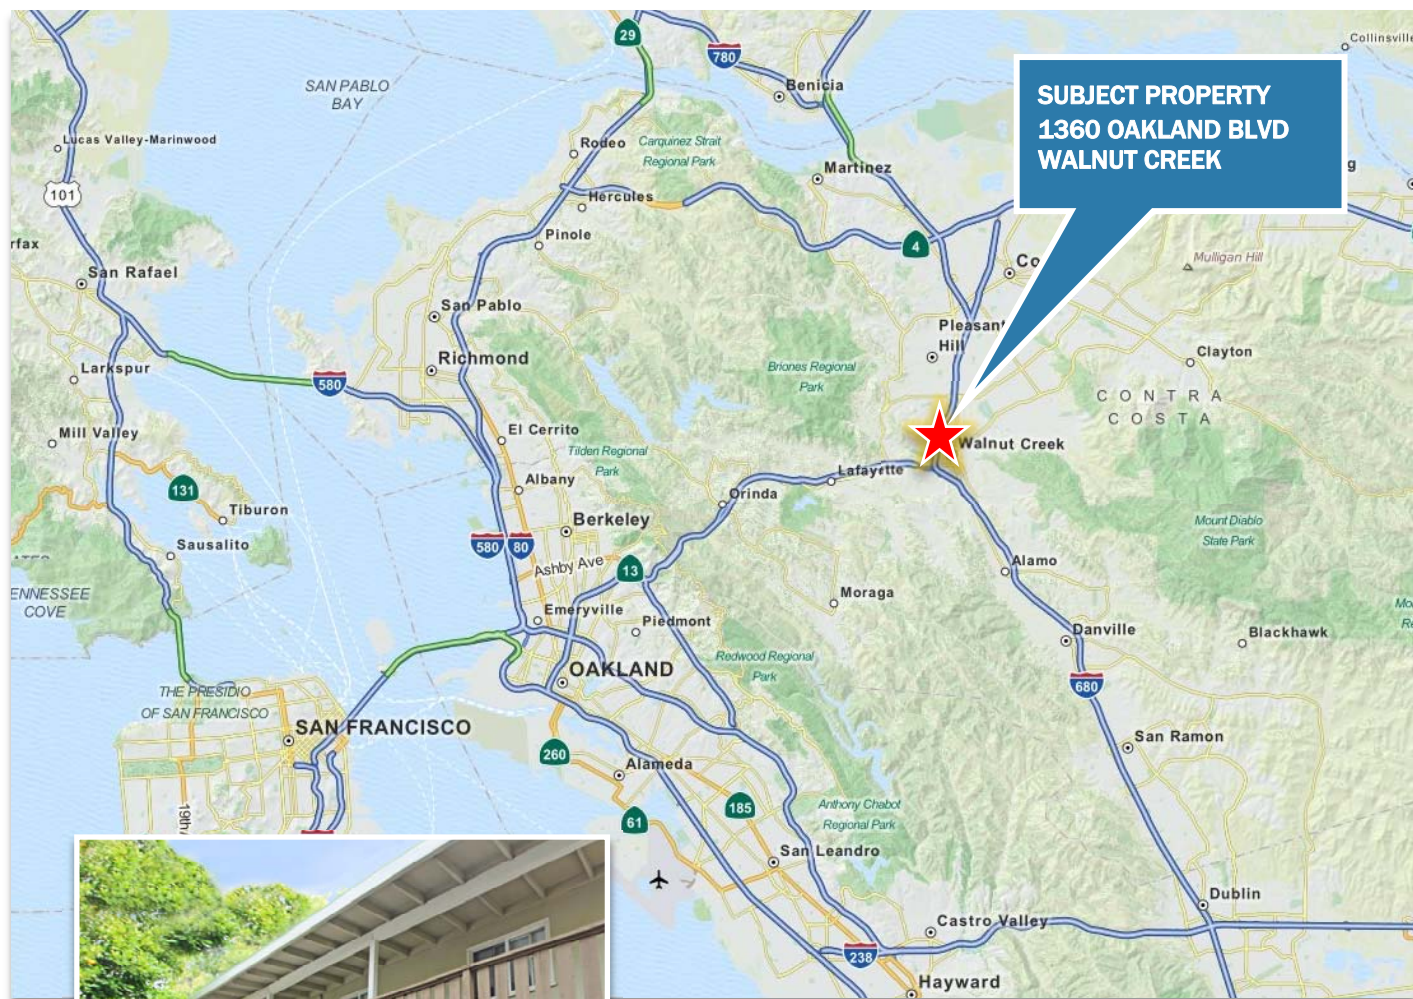 29
780
Collinsville
Benicia
SAN PABLO
BAY
SUBJECT PROPERTY
1360 OAKLAND BLVD
WALNUT CREEK
Lucas Valley-Marinwood
Rodeo
Carquinez Strait
Regional Park
Martinez
101
Hercules
Pinole
4
San Rafael
Mulligan Hill
San Pablo
Pleasant
Hill
Richmond
Clayton
Larkspur
580
Briones Regional
Park
CONTRA
COSTA
Mill Valley
El Cerrito
Walnut Creek
Tilden Regional
Park
Lafayette
Albany
Orinda
131
Tiburon
Berkeley
Mount Diablo
State Park
Sausalito
580
80
Ashby Ave
13
Alamo
ENNESSEE
COVE
Moraga
Emeryville
Piedmont
Danville
Blackhawk
Redwood Regional
Park
OAKLAND
THE PRESIDIO
OF SAN FRANCISCO
680
SAN FRANCISCO
San Ramon
260
Alameda
185
Anthony Chabot
Regional Park
61
19th
San Leandro
Dublin
Castro Valley
238
Hayward